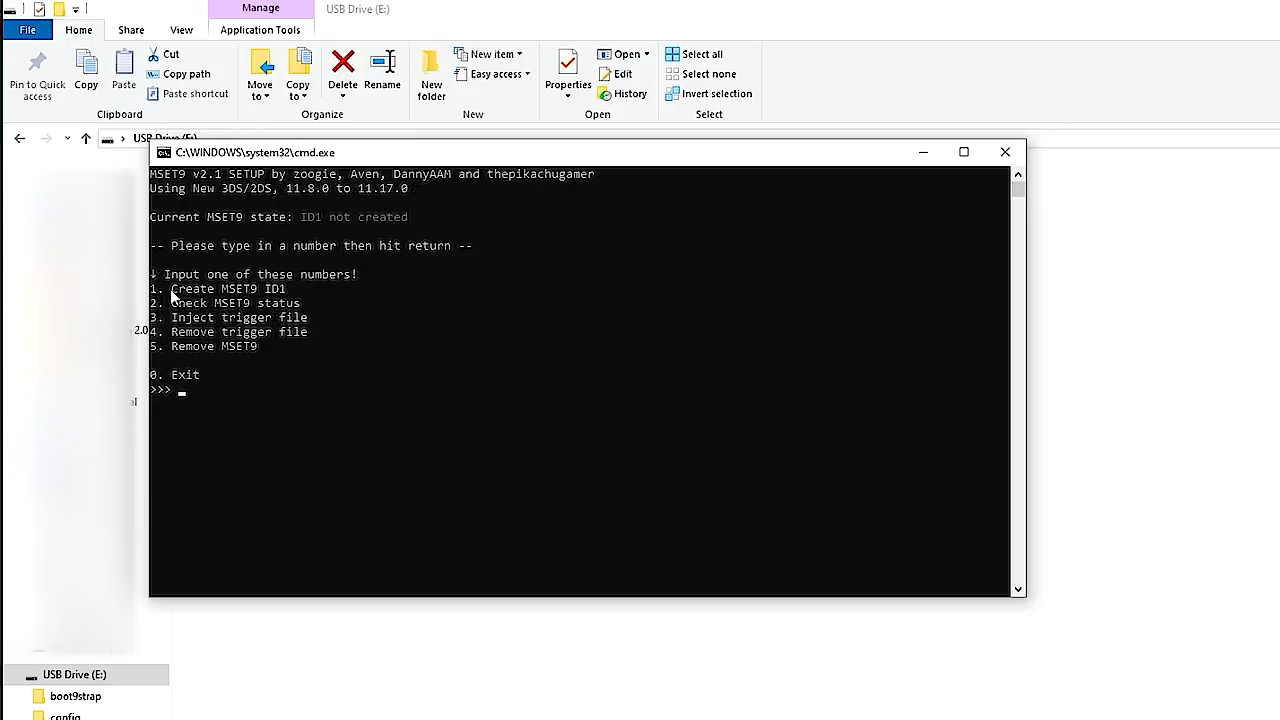 Manage
USB Drive (E:)
File
Home
Share
View
Application Tools
Pin to Quick access
Copy
Paste
Cut
Copy path
Paste shortcut
Clipboard
Move to
Copy to
Delete
Rename
Organize
New folder
New item
Easy access
New
Properties
Open
Edit
History
Open
Select all
Select none
Invert selection
Select
USB Drive (E:)
C:\WINDOWS\system32\cmd.exe
MSET9 v2.1 SETUP by zoogie, Aven, DannyAAM and thepikachugamer
Using New 3DS/2DS, 11.8.0 to 11.17.0
Current MSET9 state: ID1 not created
-- Please type in a number then hit return --
↓ Input one of these numbers!
1. Create MSET9 ID1
2. Check MSET9 status
3. Inject trigger file
4. Remove trigger file
5. Remove MSET9
0. Exit
>>>
2.0
al
USB Drive (E:)
boot9strap
config